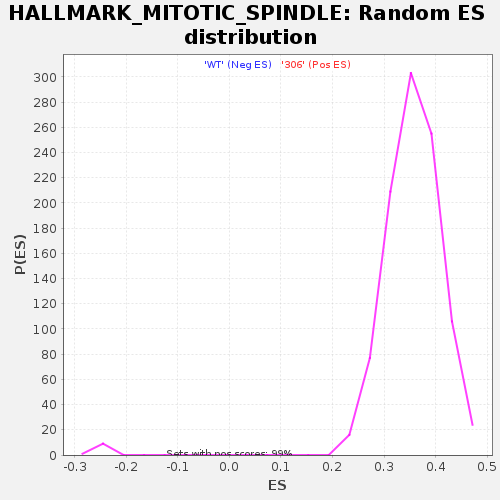 HALLMARK_MITOTIC_SPINDLE: Random ES
distribution
'WT' (Neg ES) '306' (Pos ES)
300
280
260
240
220
200
180
160
140
120
100
80
60
40
20
0
P(ES)
Sets with pos scores: 99%
-0.3 -0.2 -0.1 0.0 0.1 0.2 0.3 0.4 0.5
ES